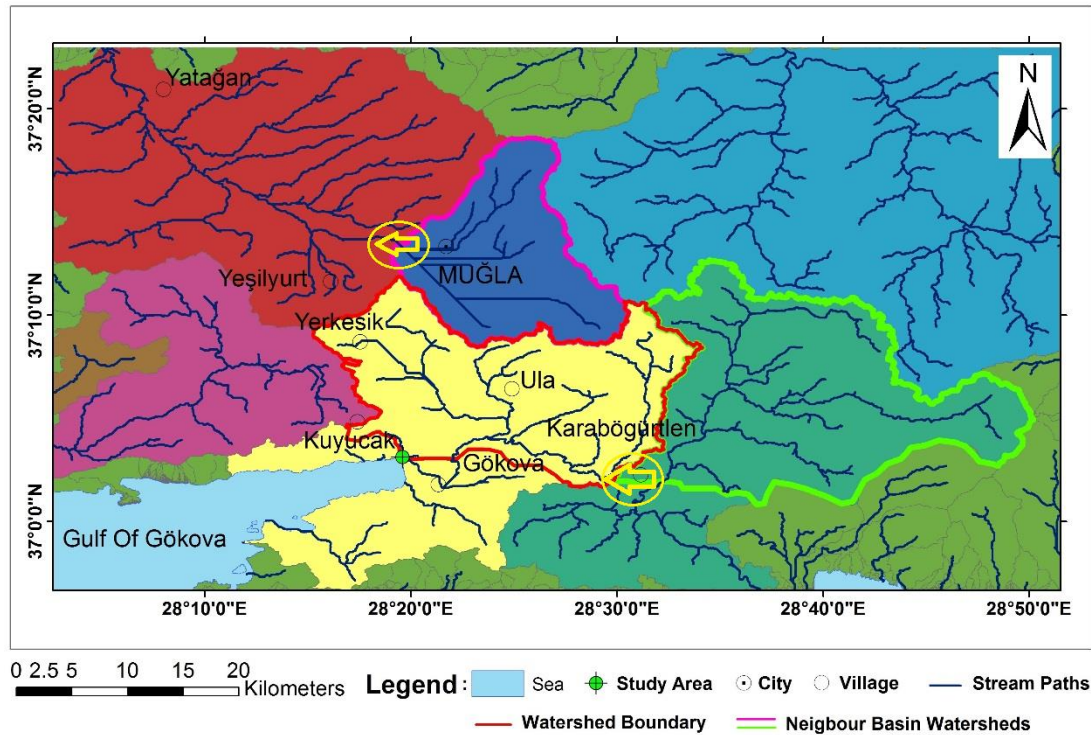 Yatağan
N
37°20'0"N
MUĞLA
Yeşilyurt
37°10'0"N
Yerkesik
Ula
Karabögürtlen
Kuyucak
Gökova
37°0'0"N
Gulf Of Gökova
28°10'0"E
28°20'0"E
28°30'0"E
28°40'0"E
28°50'0"E
0 2.5 5 10 15 20
Kilometers
Legend :
Sea
Study Area
City
Village
Stream Paths
Watershed Boundary
Neigbour Basin Watersheds